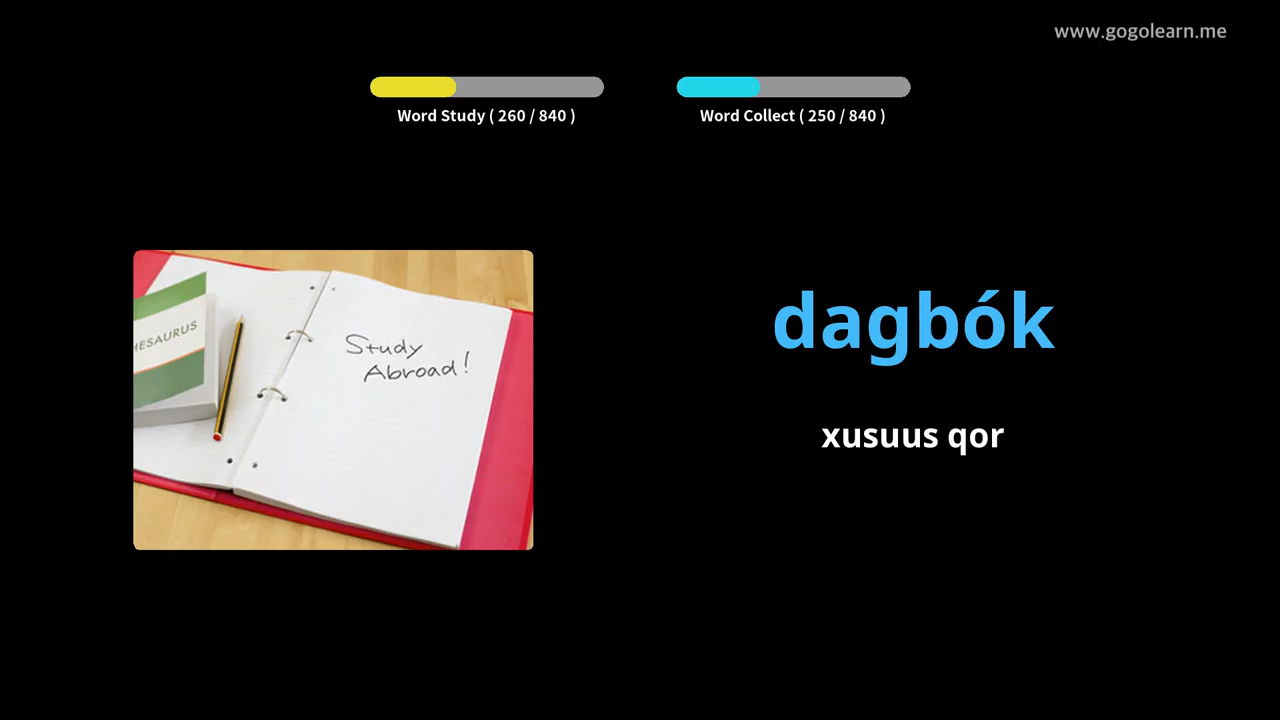 www.gogolearn.me
Word Study ( 260 / 840 )
Word Collect ( 250 / 840 )
HESAURUS
Study
Abroad!
dagbók
xusuus qor